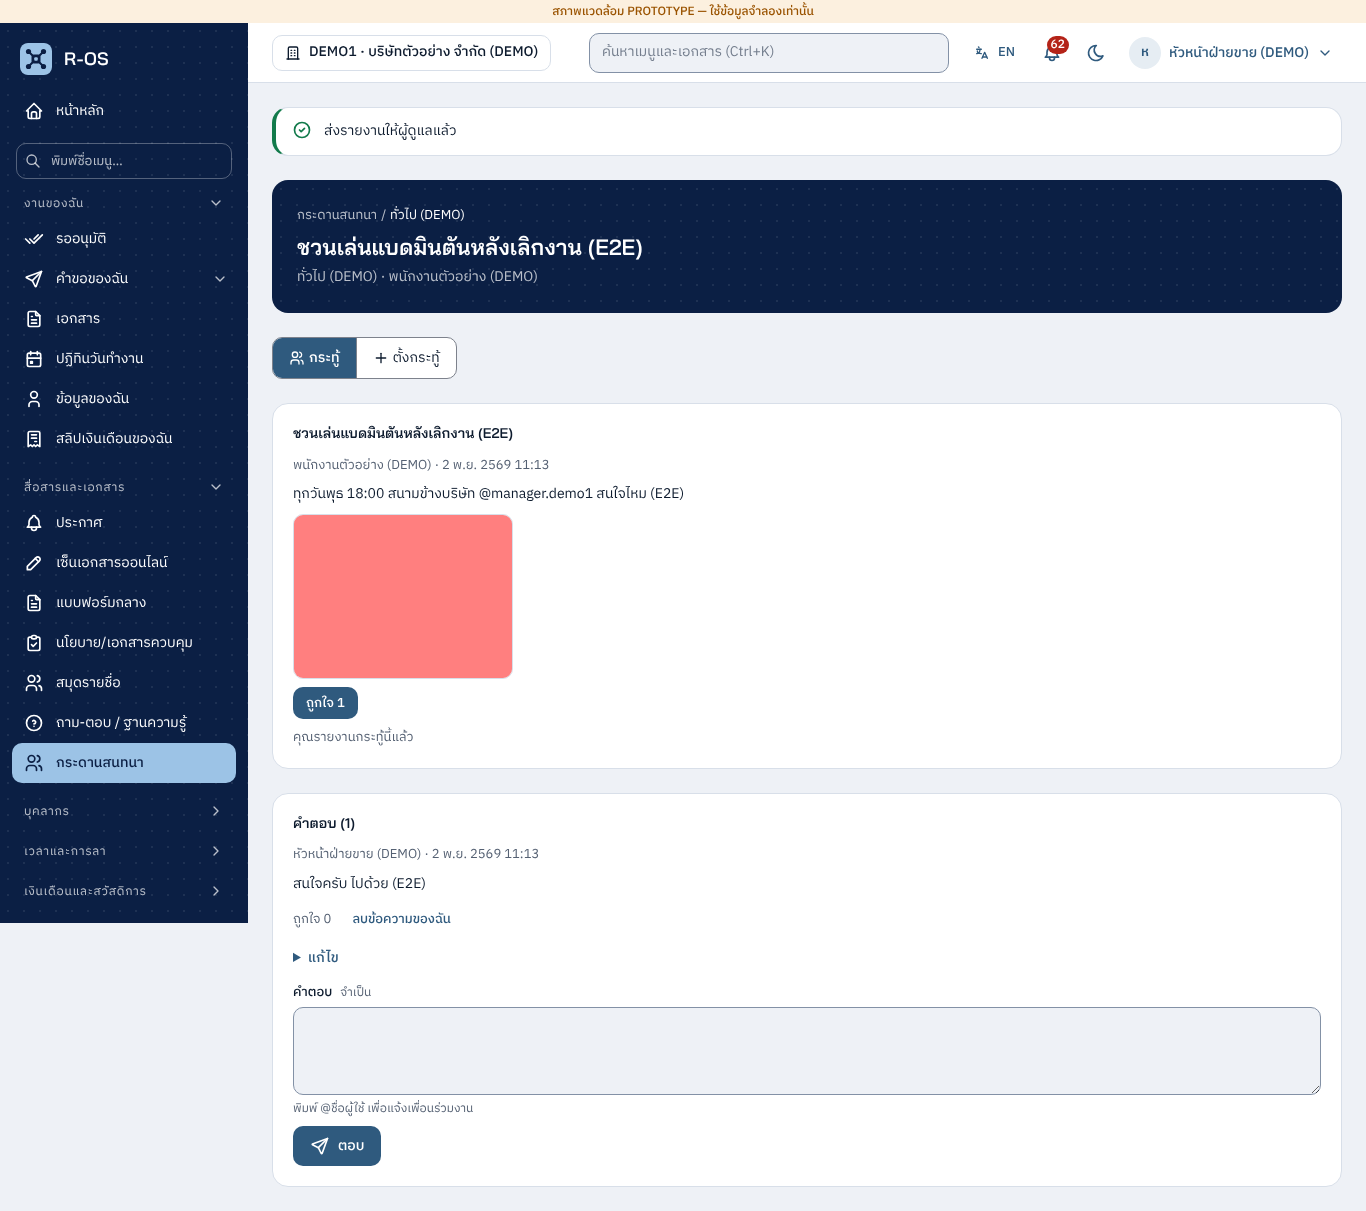 สภาพแวดล้อม PROTOTYPE — ใช้ข้อมูลจำลองเท่านั้น
R-OS
หน้าหลัก
พิมพ์ชื่อเมนู...
งานของฉัน
รออนุมัติ
คำขอของฉัน
เอกสาร
ปฏิทินวันทำงาน
ข้อมูลของฉัน
สลิปเงินเดือนของฉัน
สื่อสารและเอกสาร
ประกาศ
เซ็นเอกสารออนไลน์
แบบฟอร์มกลาง
นโยบาย/เอกสารควบคุม
สมุดรายชื่อ
ถาม-ตอบ / ฐานความรู้
กระดานสนทนา
บุคลากร
เวลาและการลา
เงินเดือนและสวัสดิการ
DEMO1 · บริษัทตัวอย่าง จำกัด (DEMO)
ค้นหาเมนูและเอกสาร (Ctrl+K)
EN
62
ห
หัวหน้าฝ่ายขาย (DEMO)
ส่งรายงานให้ผู้ดูแลแล้ว
กระดานสนทนา / ทั่วไป (DEMO)
ชวนเล่นแบดมินตันหลังเลิกงาน (E2E)
ทั่วไป (DEMO) · พนักงานตัวอย่าง (DEMO)
กระทู้
ตั้งกระทู้
ชวนเล่นแบดมินตันหลังเลิกงาน (E2E)
พนักงานตัวอย่าง (DEMO) · 2 พ.ย. 2569 11:13
ทุกวันพุธ 18:00 สนามข้างบริษัท @manager.demo1 สนใจไหม (E2E)
ถูกใจ 1
คุณรายงานกระทู้นี้แล้ว
คำตอบ (1)
หัวหน้าฝ่ายขาย (DEMO) · 2 พ.ย. 2569 11:13
สนใจครับ ไปด้วย (E2E)
ถูกใจ 0 ลบข้อความของฉัน
แก้ไข
คำตอบ จำเป็น
พิมพ์ @ชื่อผู้ใช้ เพื่อแจ้งเพื่อนร่วมงาน
ตอบ